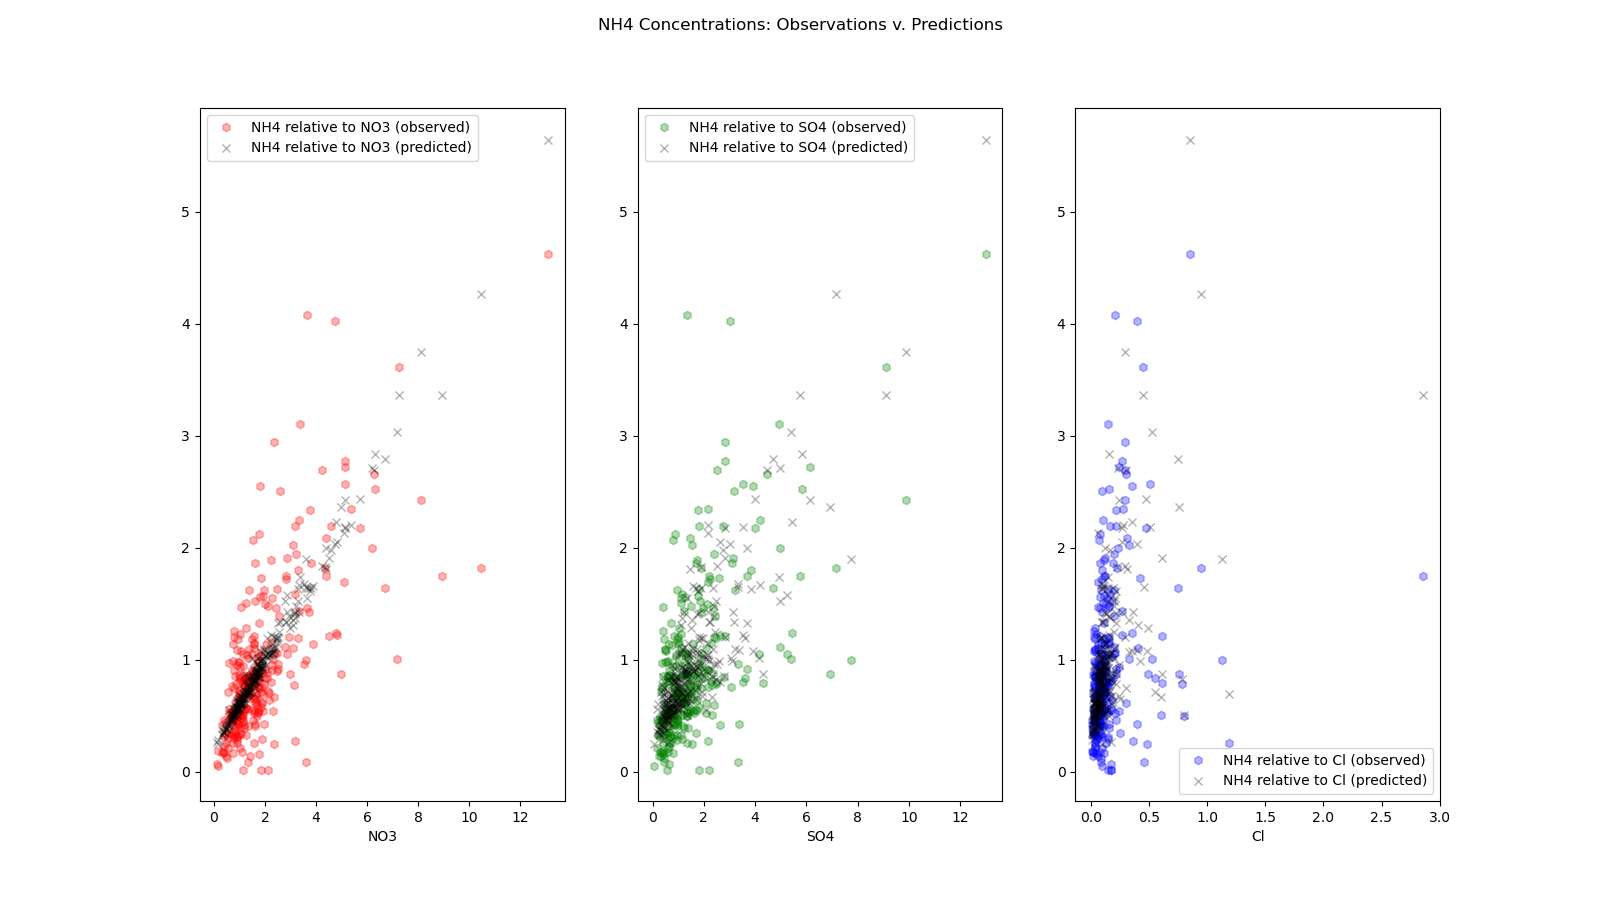 NH4 Concentrations: Observations v. Predictions
NH4 relative to NO3 (observed)
NH4 relative to NO3 (predicted)
5
4
3
2
1
0
0 2 4 6 8 10 12
NO3
NH4 relative to SO4 (observed)
NH4 relative to SO4 (predicted)
5
4
3
2
1
0
0 2 4 6 8 10 12
SO4
5
4
3
2
1
0
NH4 relative to Cl (observed)
NH4 relative to Cl (predicted)
0.0 0.5 1.0 1.5 2.0 2.5 3.0
Cl